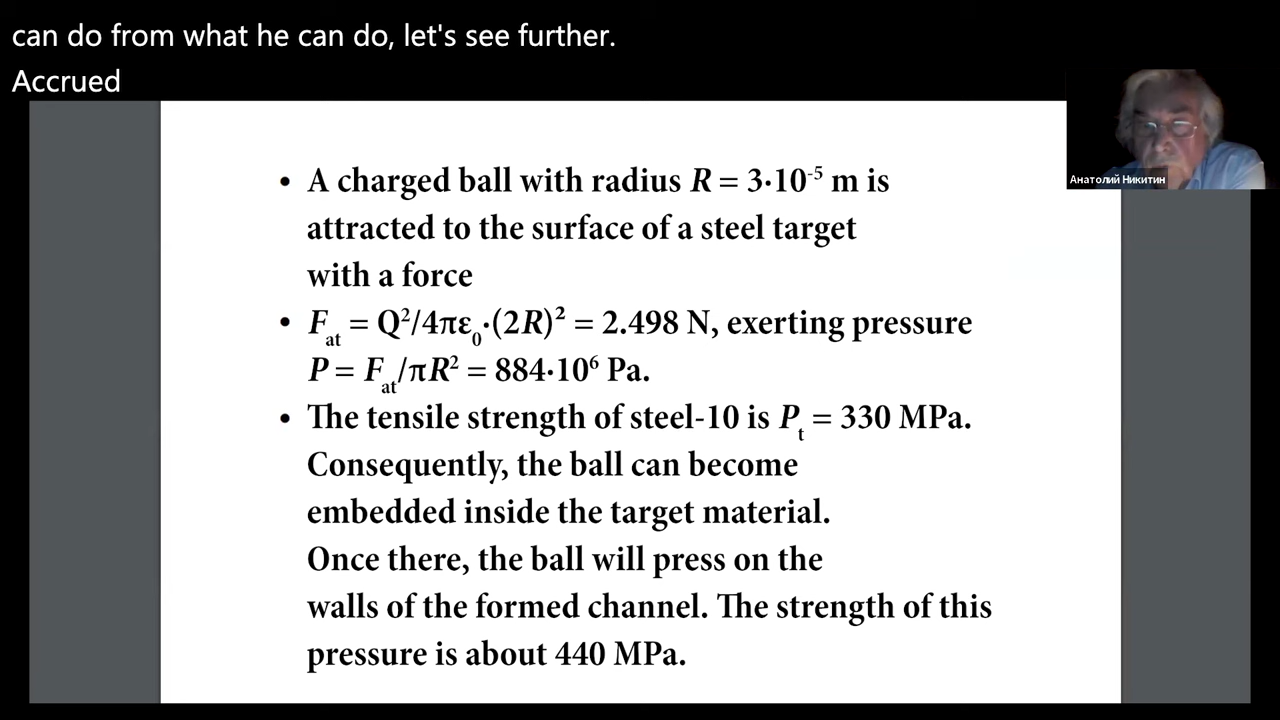 can do from what he can do, let's see further.
Accrued
Анатолий Никитин
• A charged ball with radius R = 3·10⁻⁵ m is
attracted to the surface of a steel target
with a force
• Fₐₜ = Q²/4πε₀·(2R)² = 2.498 N, exerting pressure
P = Fₐₜ/πR² = 884·10⁶ Pa.
• The tensile strength of steel-10 is Pₜ = 330 MPa.
Consequently, the ball can become
embedded inside the target material.
Once there, the ball will press on the
walls of the formed channel. The strength of this
pressure is about 440 MPa.